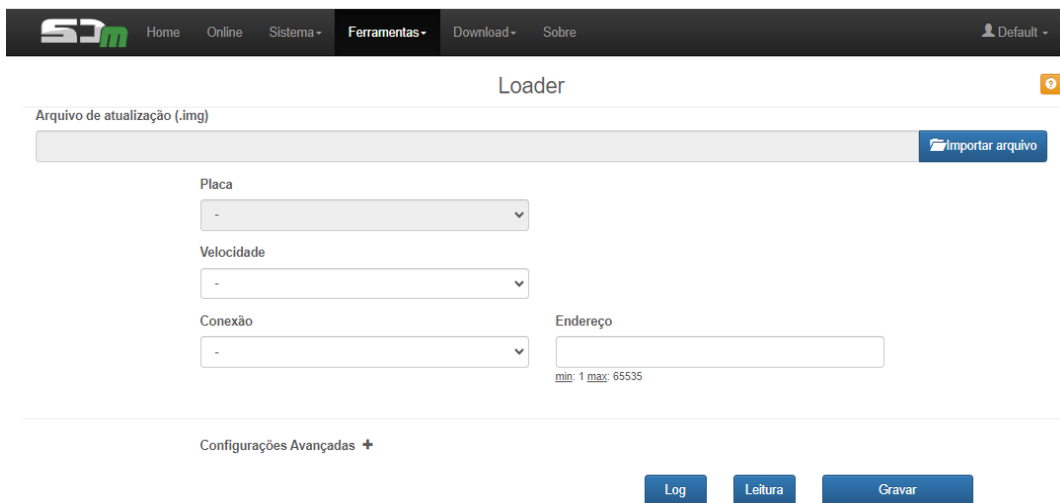 SDm Home Online Sistema Ferramentas Download Sobre Default
Loader
Arquivo de atualização (.img)
Importar arquivo
Placa
-
Velocidade
-
Conexão Endereço
-
min: 1 max: 65535
Configurações Avançadas +
Log Leitura Gravar